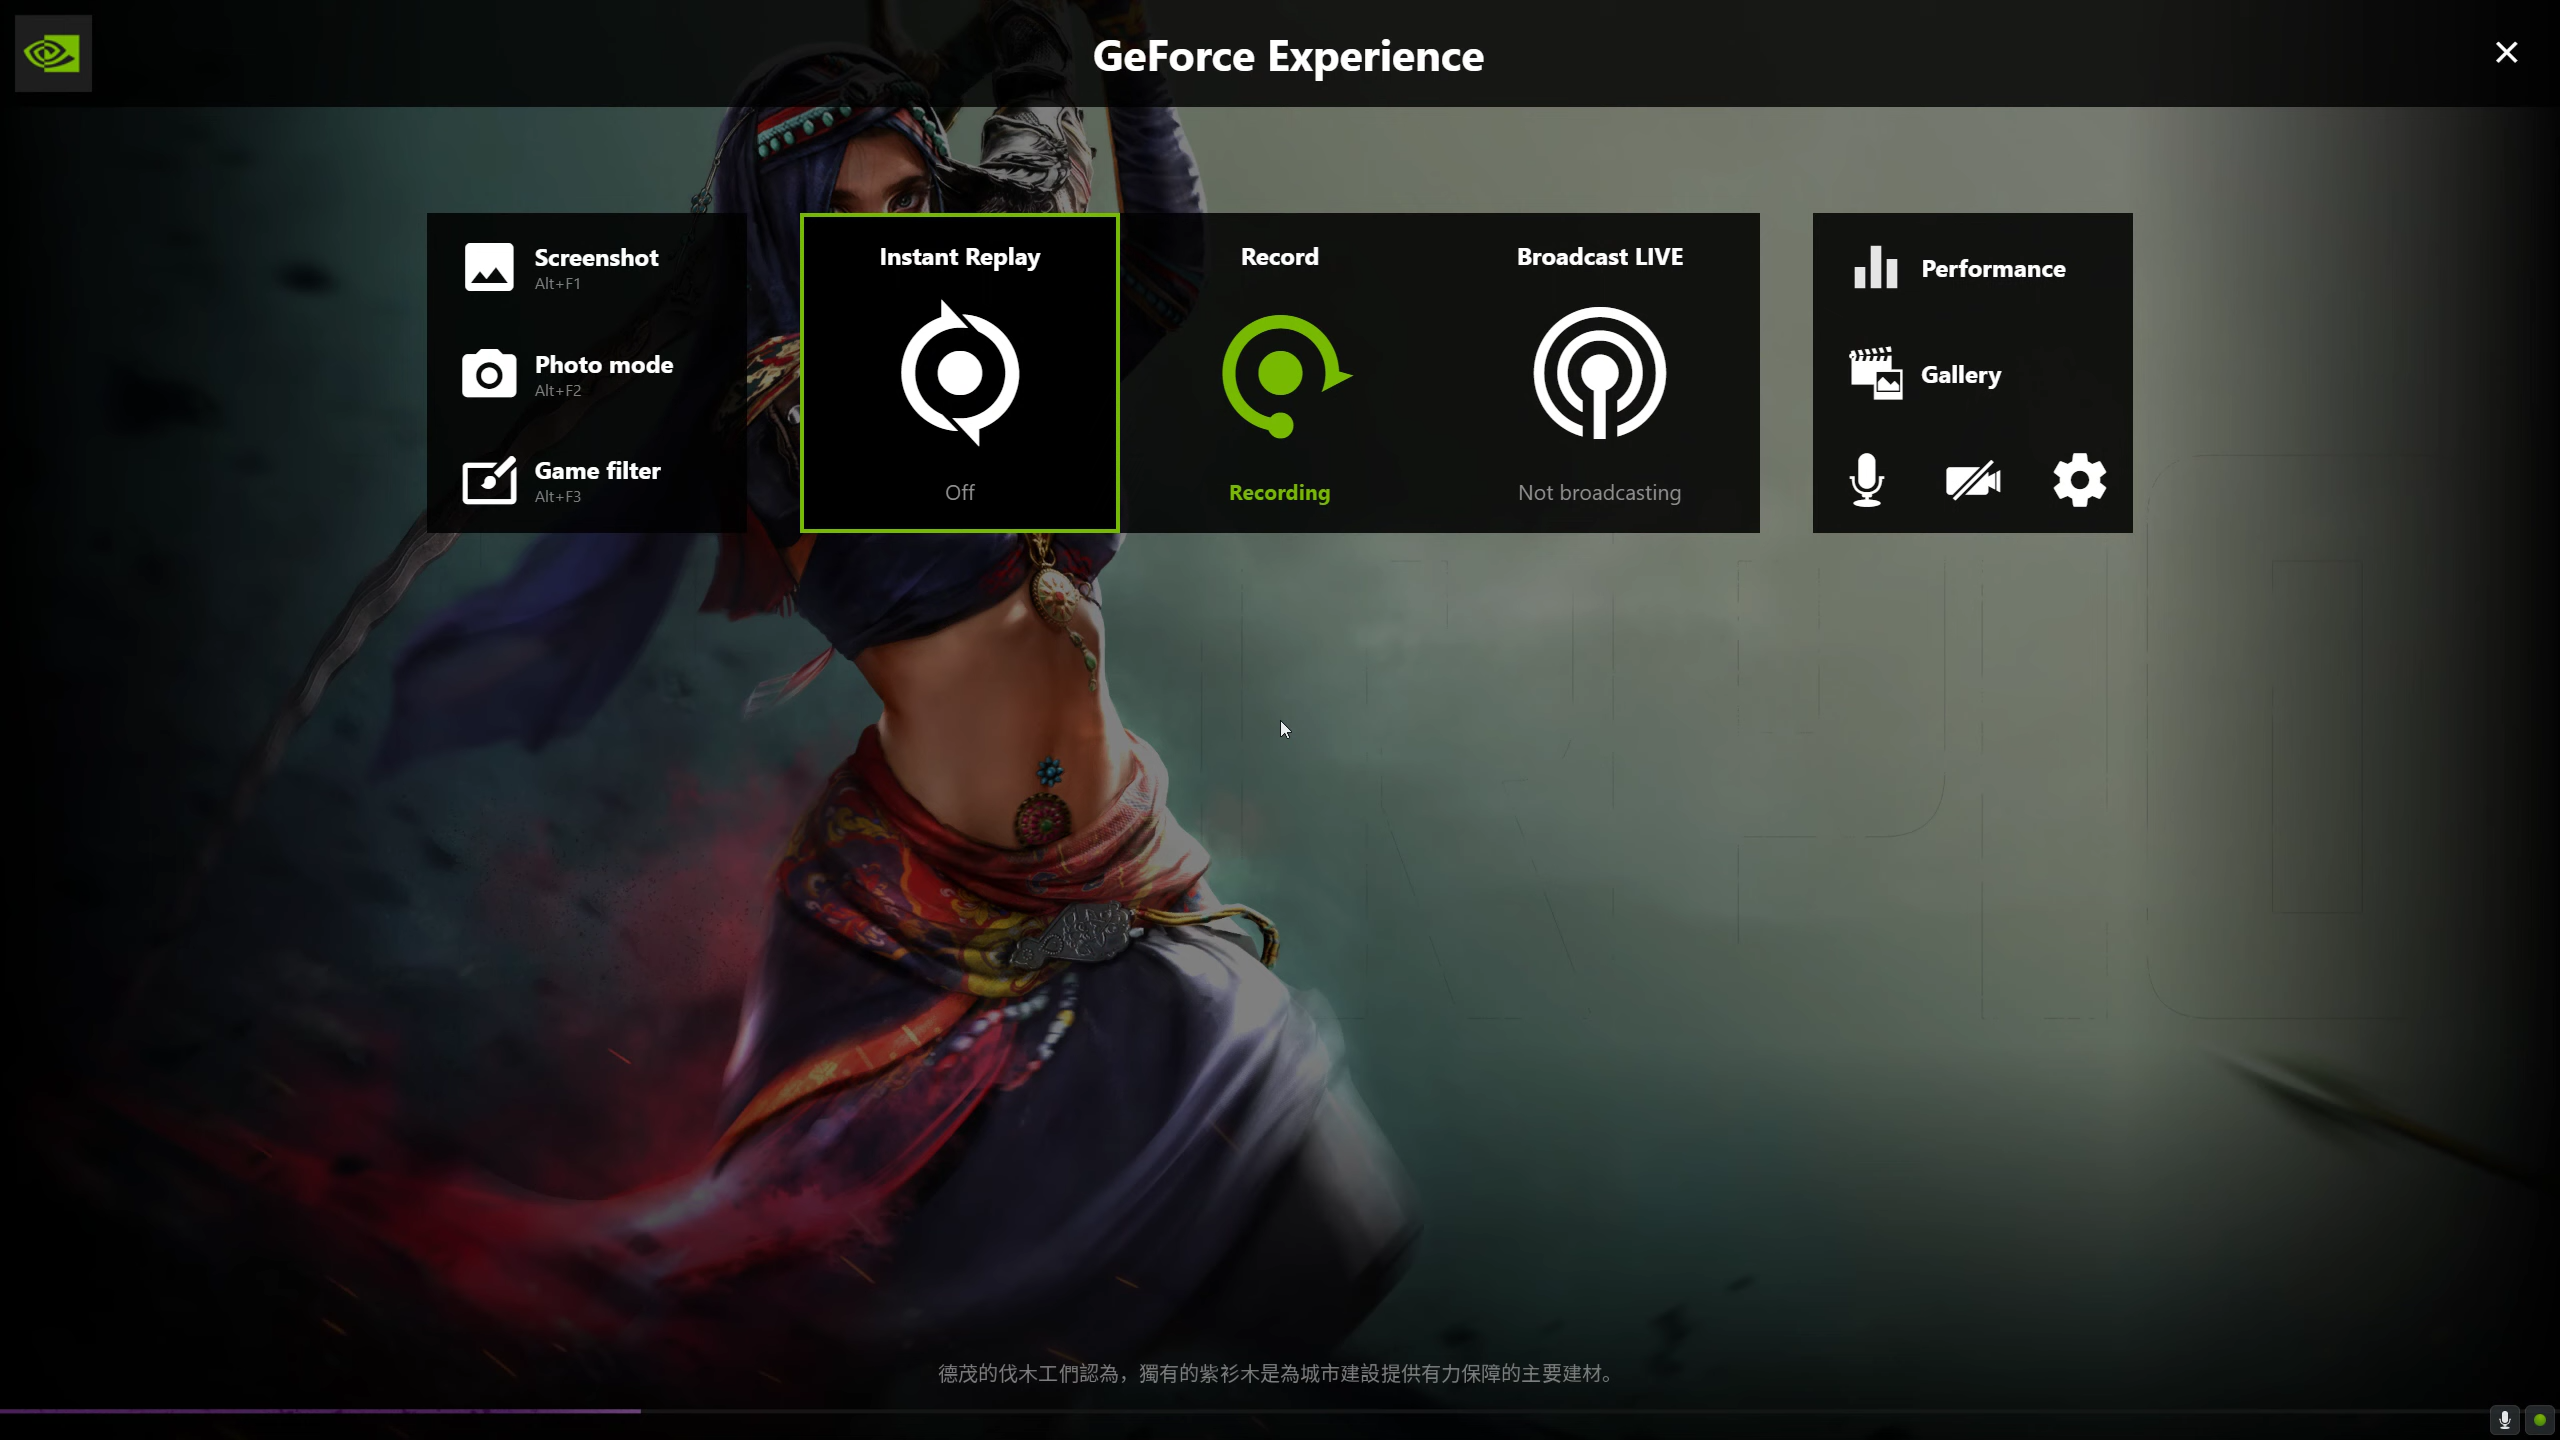 GeForce Experience
Screenshot
Alt+F1
Photo mode
Alt+F2
Game filter
Alt+F3
Instant Replay
Off
Record
Recording
Broadcast LIVE
Not broadcasting
Performance
Gallery
德茂的伐木工們認為，獨有的紫衫木是為城市建設提供有力保障的主要建材。